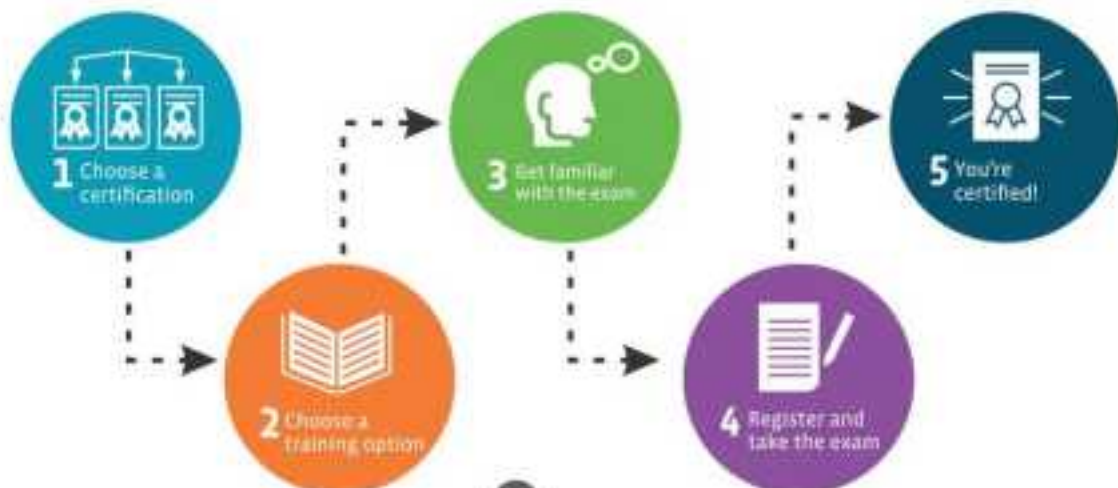 1 Choose a
certification
2 Choose a
training option
3 Get familiar
with the exam
4 Register and
take the exam
5 You're
certified!